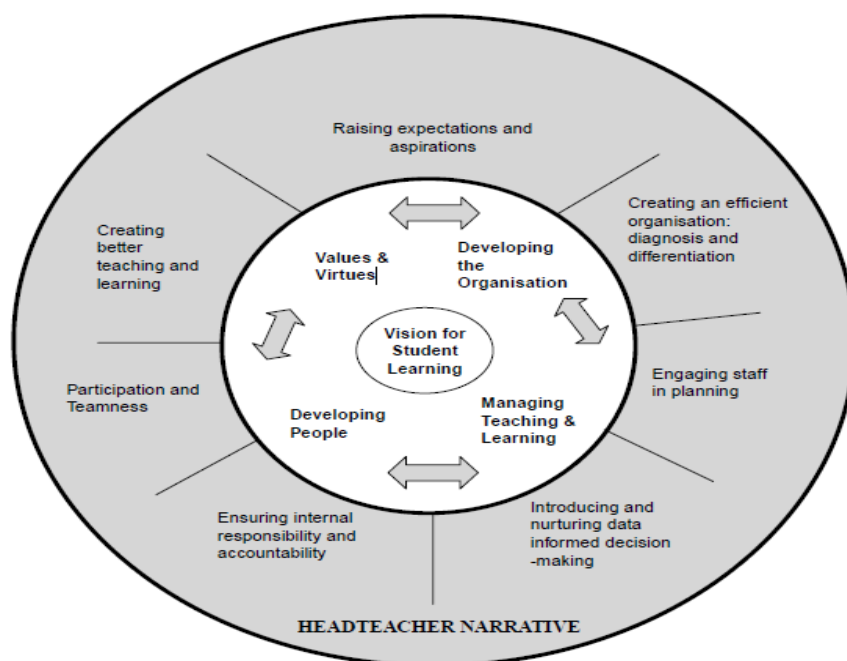 Raising expectations and
aspirations
Creating an efficient
organisation:
diagnosis and
differentiation
Engaging staff
in planning
Introducing and
nurturing data
informed decision
-making
Ensuring internal
responsibility and
accountability
Participation and
Teamness
Creating
better
teaching and
learning
Values &
Virtues
Developing
the
Organisation
Vision for
Student
Learning
Managing
Teaching &
Learning
Developing
People
HEADTEACHER NARRATIVE